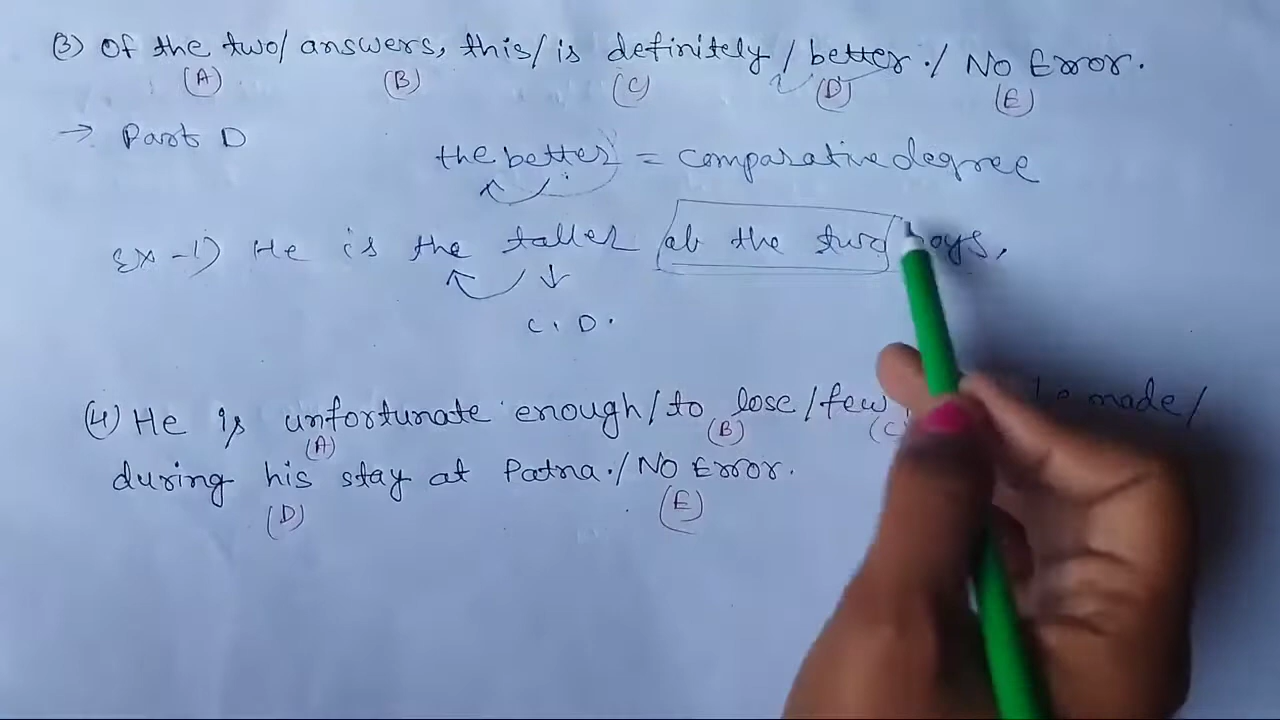 (3) Of the two/ answers, this/ is definitely / better ./ No Error.
(A) (B) (C) (D) (E)
→ Part D
the better = comparative degree
Ex -1) He is the taller of the two boys,
C. D.
(4) He is unfortunate enough/ to lose/ few made/
(A) (B) (C)
during his stay at Patna./ No Error.
(D) (E)